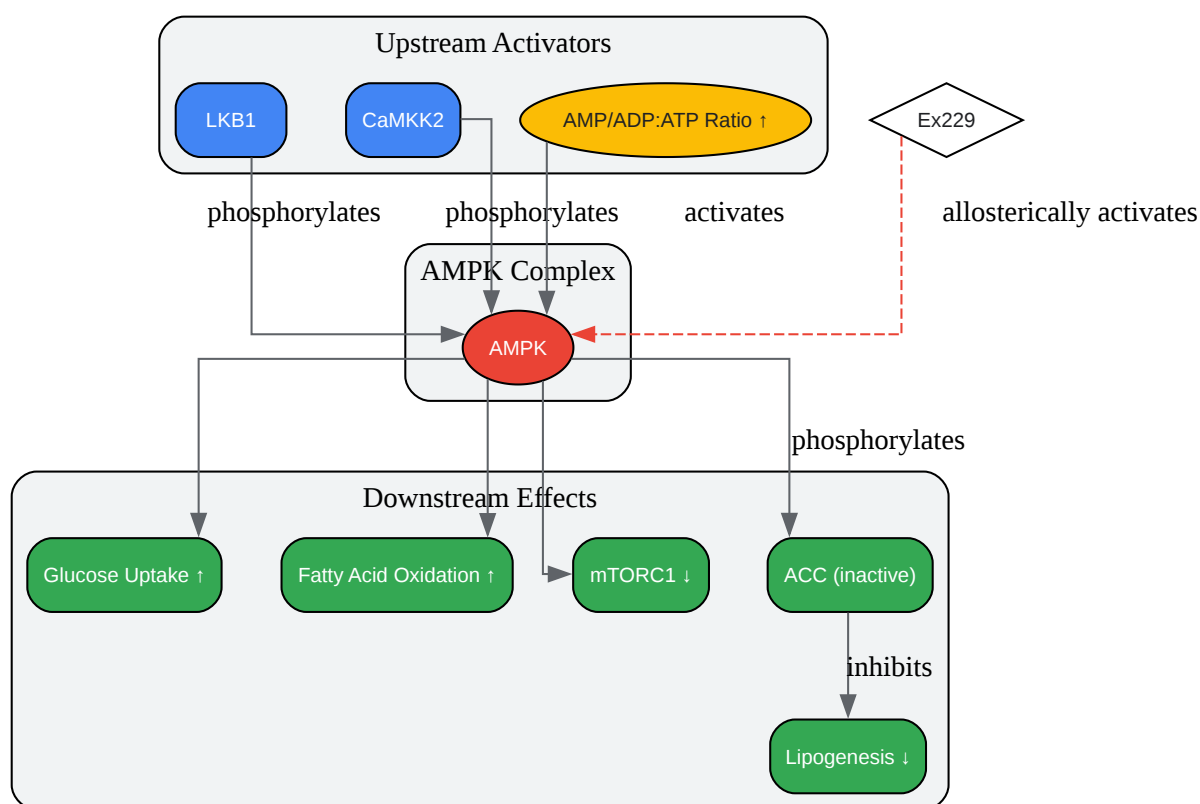 Upstream Activators
LKB1
CaMKK2
AMP/ADP:ATP Ratio ↑
Ex229
phosphorylates
phosphorylates
activates
allosterically activates
AMPK Complex
AMPK
phosphorylates
Downstream Effects
Glucose Uptake ↑
Fatty Acid Oxidation ↑
mTORC1 ↓
ACC (inactive)
inhibits
Lipogenesis ↓